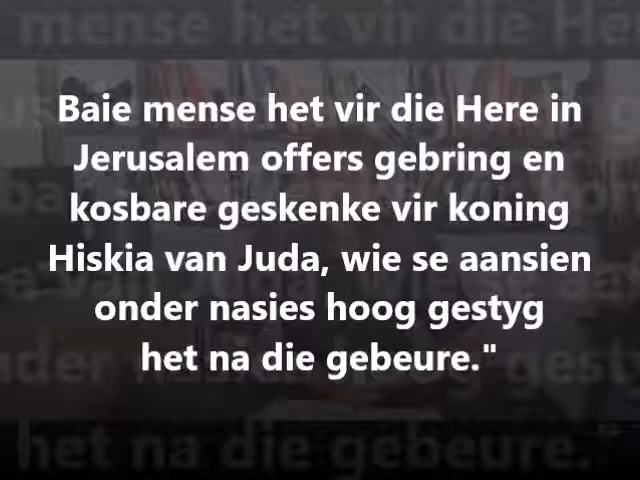 Baie mense het vir die Here in
Jerusalem offers gebring en
kosbare geskenke vir koning
Hiskia van Juda, wie se aansien
onder nasies hoog gestyg
het na die gebeure."